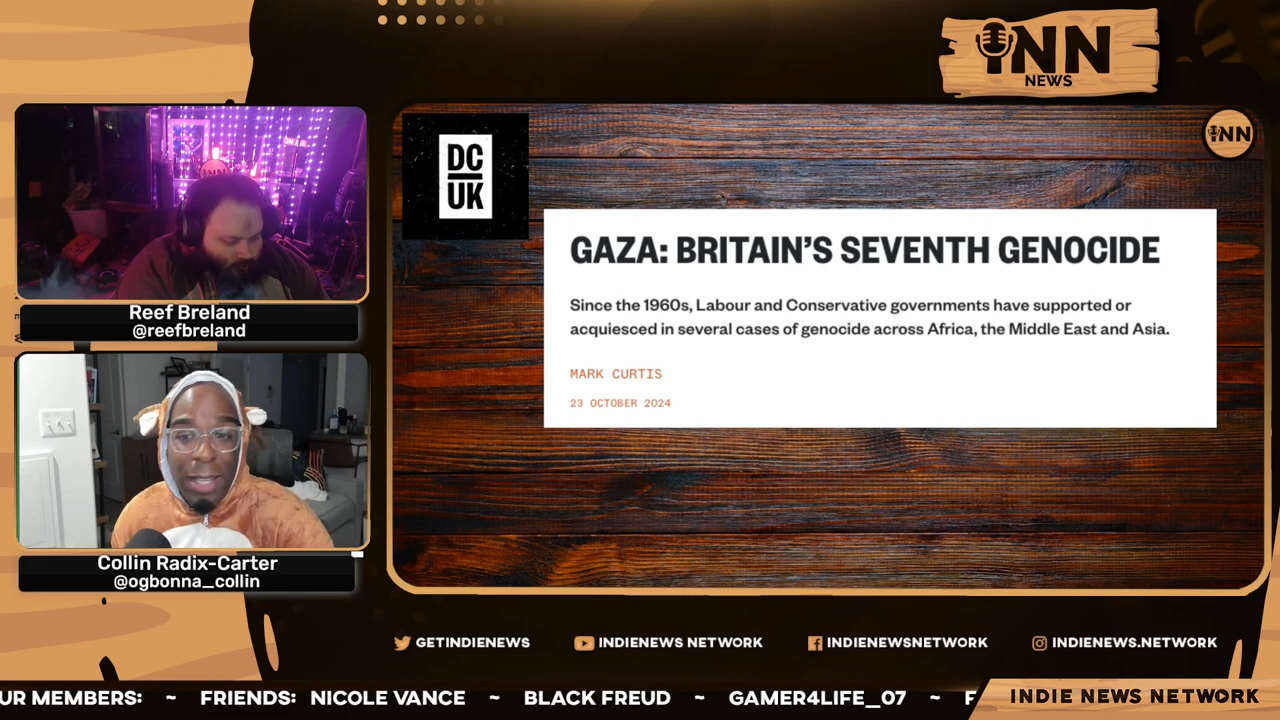 INN
NEWS
INN
DC
UK
GAZA: BRITAIN'S SEVENTH GENOCIDE
Since the 1960s, Labour and Conservative governments have supported or
acquiesced in several cases of genocide across Africa, the Middle East and Asia.
MARK CURTIS
23 OCTOBER 2024
Reef Breland
@reefbreland
Collin Radix-Carter
@ogbonna_collin
GETINDIENEWS
INDIENEWS NETWORK
INDIENEWSNETWORK
INDIENEWS.NETWORK
UR MEMBERS: ~ FRIENDS: NICOLE VANCE ~ BLACK FREUD ~ GAMER4LIFE_07 ~ F
INDIE NEWS NETWORK